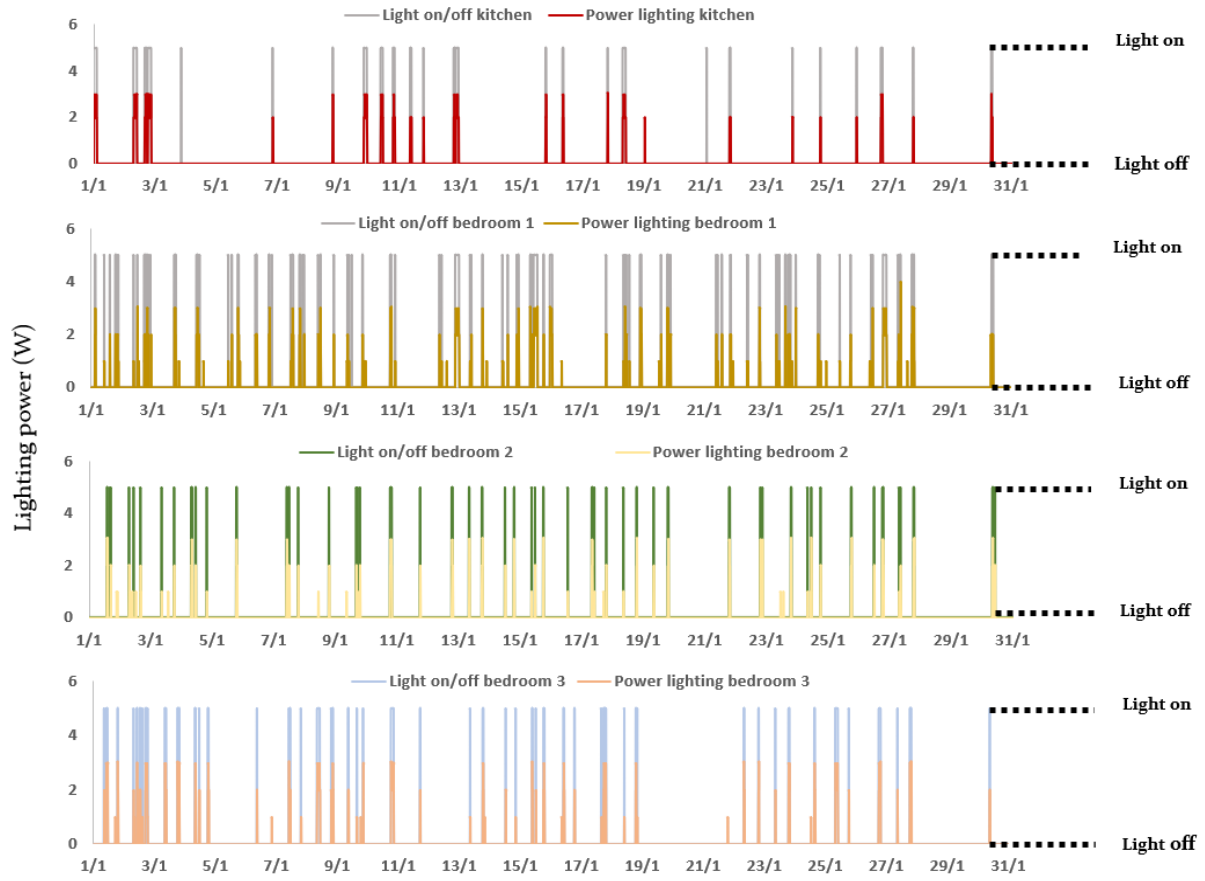 Light on/off kitchen Power lighting kitchen
6
4
2
0
1/1 3/1 5/1 7/1 9/1 11/1 13/1 15/1 17/1 19/1 21/1 23/1 25/1 27/1 29/1 31/1
Light on
Light off
Light on/off bedroom 1 Power lighting bedroom 1
6
4
2
0
1/1 3/1 5/1 7/1 9/1 11/1 13/1 15/1 17/1 19/1 21/1 23/1 25/1 27/1 29/1 31/1
Light on
Light off
Lighting power (W)
Light on/off bedroom 2 Power lighting bedroom 2
6
4
2
0
1/1 3/1 5/1 7/1 9/1 11/1 13/1 15/1 17/1 19/1 21/1 23/1 25/1 27/1 29/1 31/1
Light on
Light off
Light on/off bedroom 3 Power lighting bedroom 3
6
4
2
0
1/1 3/1 5/1 7/1 9/1 11/1 13/1 15/1 17/1 19/1 21/1 23/1 25/1 27/1 29/1 31/1
Light on
Light off